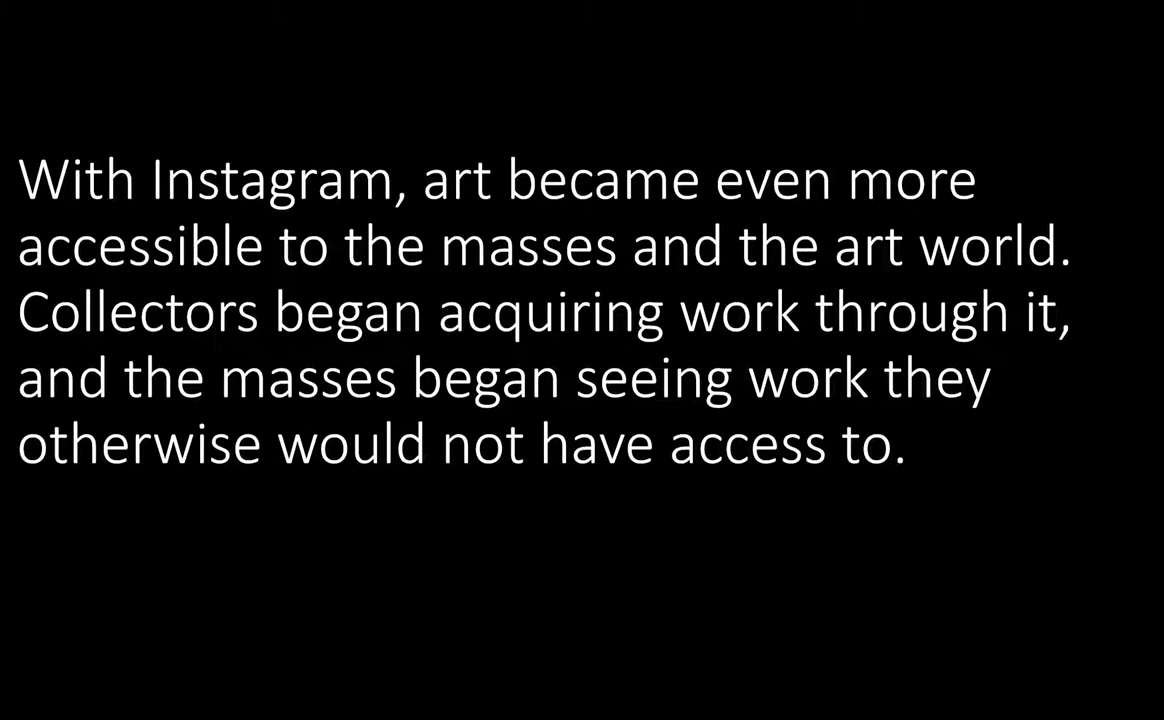 With Instagram, art became even more
accessible to the masses and the art world.
Collectors began acquiring work through it,
and the masses began seeing work they
otherwise would not have access to.